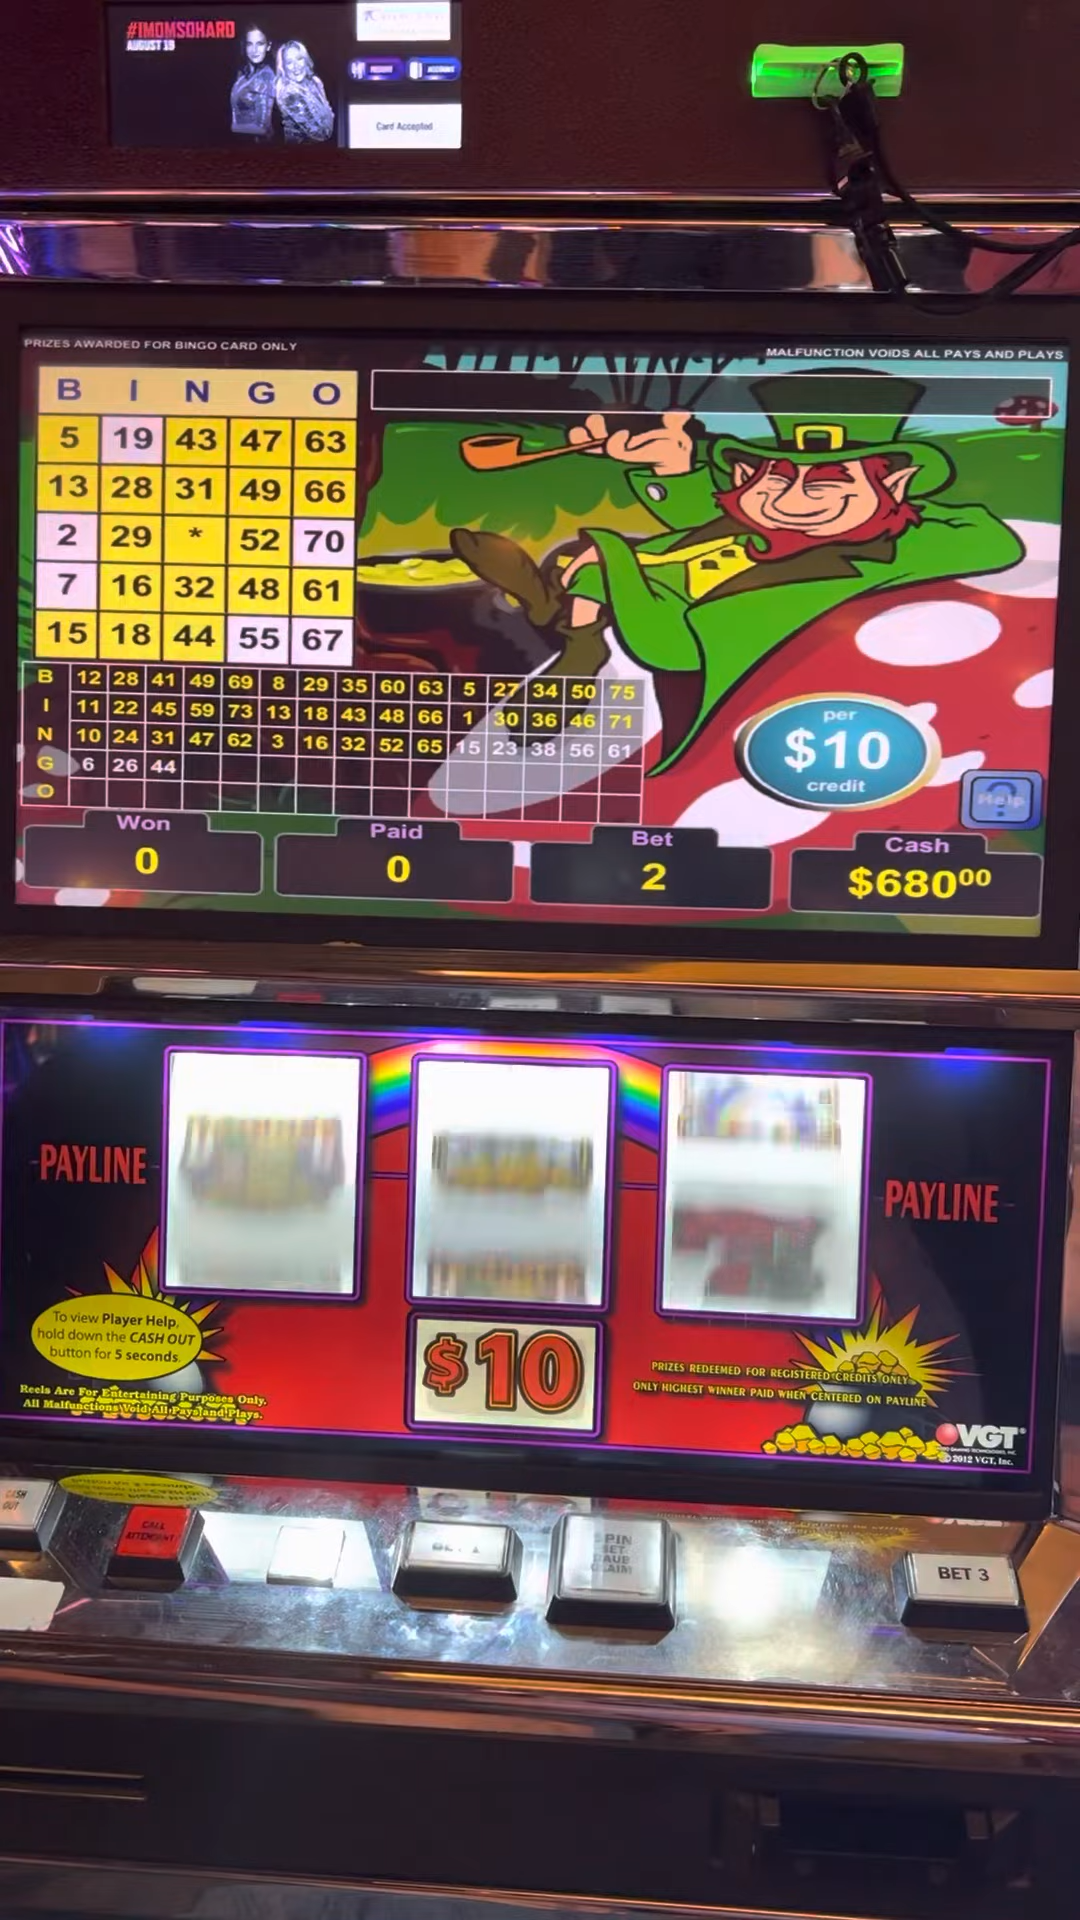 #IMOMSOHARD
AUGUST 19
ACCOUNT
Card Accepted
PRIZES AWARDED FOR BINGO CARD ONLY
MALFUNCTION VOIDS ALL PAYS AND PLAYS
B I N G O
5 19 43 47 63
13 28 31 49 66
2 29 * 52 70
7 16 32 48 61
15 18 44 55 67
B 12 28 41 49 69 8 29 35 60 63 5 27 34 50 75
I 11 22 45 59 73 13 18 43 48 66 1 30 36 46 71
N 10 24 31 47 62 3 16 32 52 65 15 23 38 56 61
G 6 26 44
O
per
$10
credit
Help
?
Won
0
Paid
0
Bet
2
Cash
$680⁰⁰
-PAYLINE-
-PAYLINE-
To view Player Help,
hold down the CASH OUT
button for 5 seconds.
Reels Are For Entertaining Purposes Only.
All Malfunctions Void All Pays and Plays.
$10
PRIZES REDEEMED FOR REGISTERED CREDITS ONLY
ONLY HIGHEST WINNER PAID WHEN CENTERED ON PAYLINE
VGT®
© 2012 VGT, Inc.
CASH
OUT
CALL
ATTENDANT
BET 1
BET 3